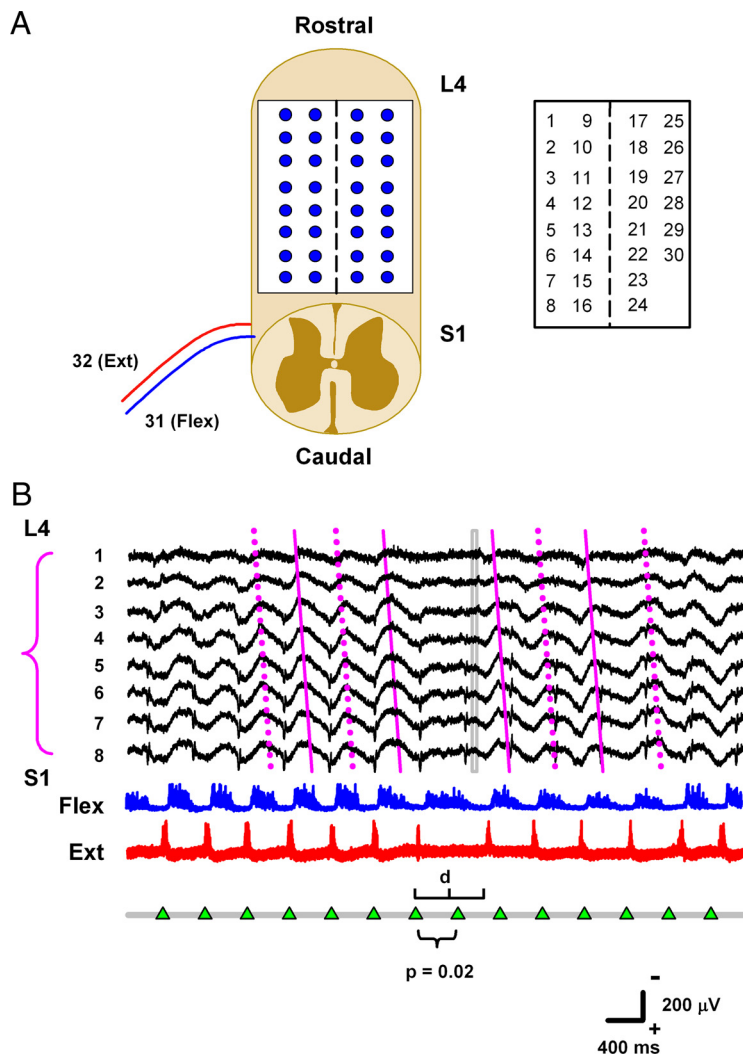 A
Rostral
L4
1 9 17 25
2 10 18 26
3 11 19 27
4 12 20 28
5 13 21 29
6 14 22 30
7 15 23
8 16 24
S1
32 (Ext)
31 (Flex)
Caudal
B
L4
1
2
3
4
5
6
7
8
S1
Flex
Ext
d
p = 0.02
-
200 μV
+
400 ms